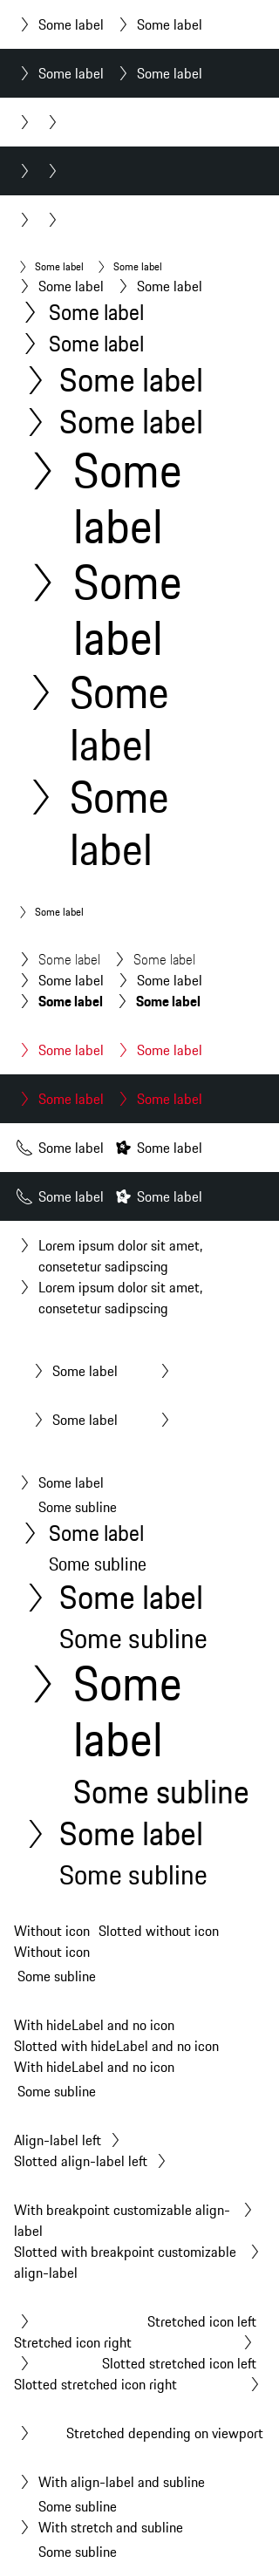 Some label Some label
Some label Some label
Some label Some label
Some label Some label
Some label
Some label
Some label
Some label
Some
label
Some
label
Some
label
Some
label
Some label
Some label Some label
Some label Some label
Some label Some label
Some label Some label
Some label Some label
Some label Some label
Some label Some label
Lorem ipsum dolor sit amet,
consetetur sadipscing
Lorem ipsum dolor sit amet,
consetetur sadipscing
Some label
Some label
Some label
Some subline
Some label
Some subline
Some label
Some subline
Some
label
Some subline
Some label
Some subline
Without icon Slotted without icon
Without icon
Some subline
With hideLabel and no icon
Slotted with hideLabel and no icon
With hideLabel and no icon
Some subline
Align-label left
Slotted align-label left
With breakpoint customizable align-
label
Slotted with breakpoint customizable
align-label
Stretched icon left
Stretched icon right
Slotted stretched icon left
Slotted stretched icon right
Stretched depending on viewport
With align-label and subline
Some subline
With stretch and subline
Some subline